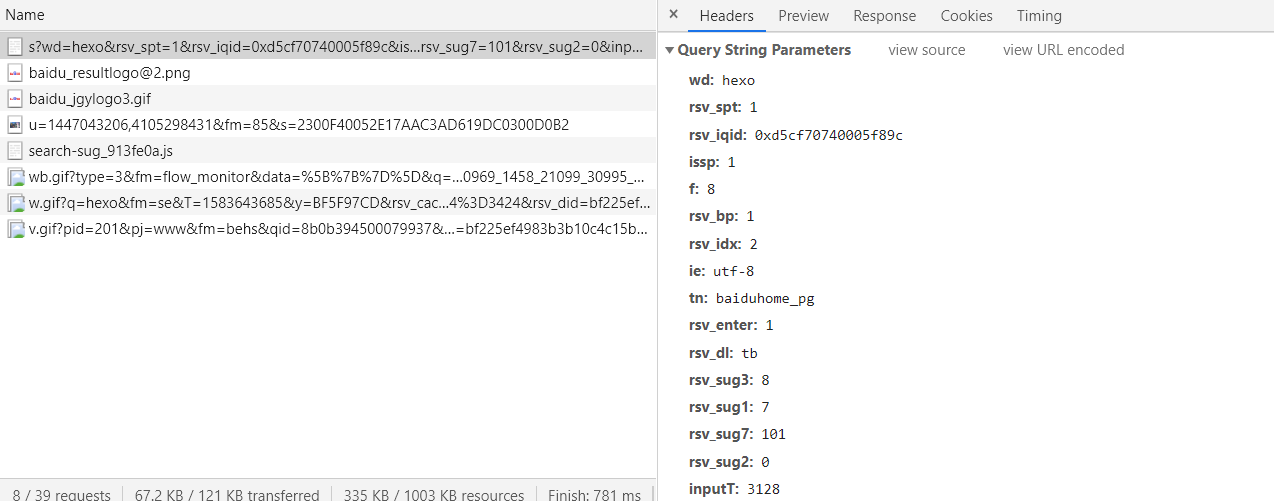 Name
s?wd=hexo&rsv_spt=1&rsv_iqid=0xd5cf70740005f89c&is...rsv_sug7=101&rsv_sug2=0&inp...
baidu_resultlogo@2.png
baidu_jgylogo3.gif
u=1447043206,4105298431&fm=85&s=2300F40052E17AAC3AD619DC0300D0B2
search-sug_913fe0a.js
wb.gif?type=3&fm=flow_monitor&data=%5B%7B%7D%5D&q=...0969_1458_21099_30995_...
w.gif?q=hexo&fm=se&T=1583643685&y=BF5F97CD&rsv_cac...4%3D3424&rsv_did=bf225ef...
v.gif?pid=201&pj=www&fm=behs&qid=8b0b394500079937&...=bf225ef4983b3b10c4c15b...
8 / 39 requests 67.2 KB / 121 KB transferred 335 KB / 1003 KB resources Finish: 781 ms
× Headers Preview Response Cookies Timing
▼ Query String Parameters view source view URL encoded
wd: hexo
rsv_spt: 1
rsv_iqid: 0xd5cf70740005f89c
issp: 1
f: 8
rsv_bp: 1
rsv_idx: 2
ie: utf-8
tn: baiduhome_pg
rsv_enter: 1
rsv_dl: tb
rsv_sug3: 8
rsv_sug1: 7
rsv_sug7: 101
rsv_sug2: 0
inputT: 3128